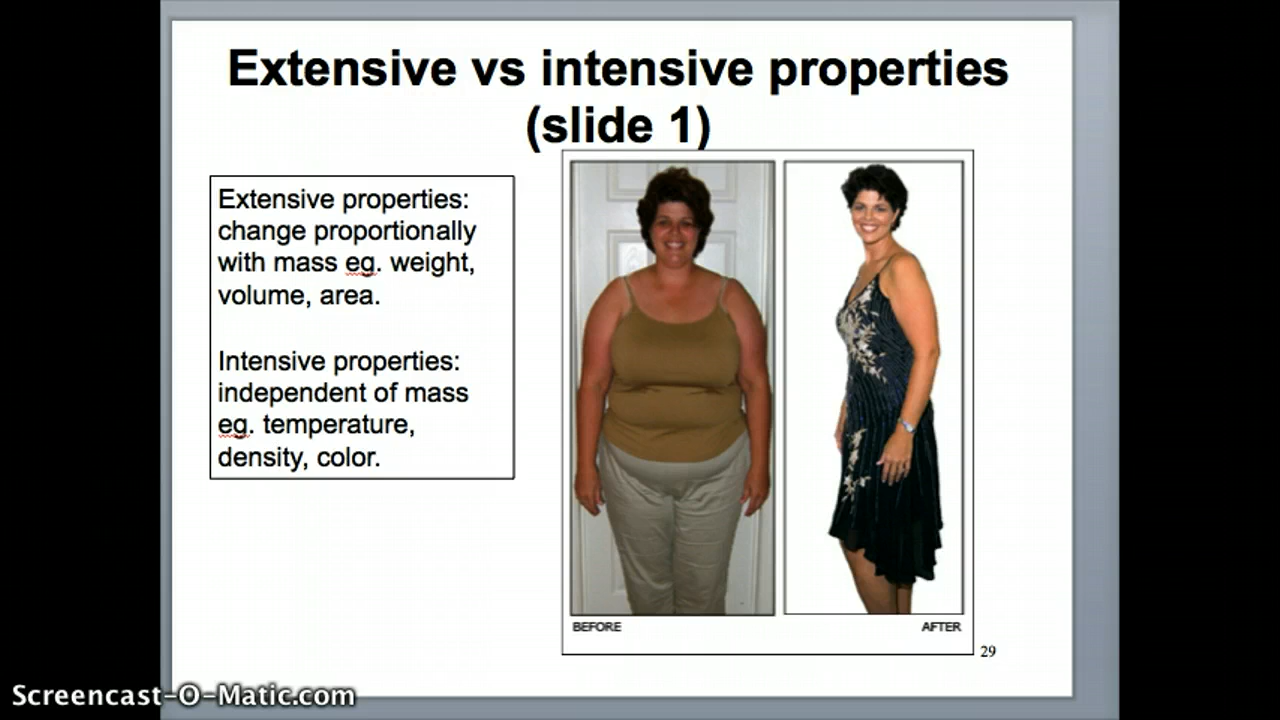 Extensive vs intensive properties
(slide 1)
Extensive properties:
change proportionally
with mass eg. weight,
volume, area.
Intensive properties:
independent of mass
eg. temperature,
density, color.
BEFORE
AFTER
29
Screencast-O-Matic.com